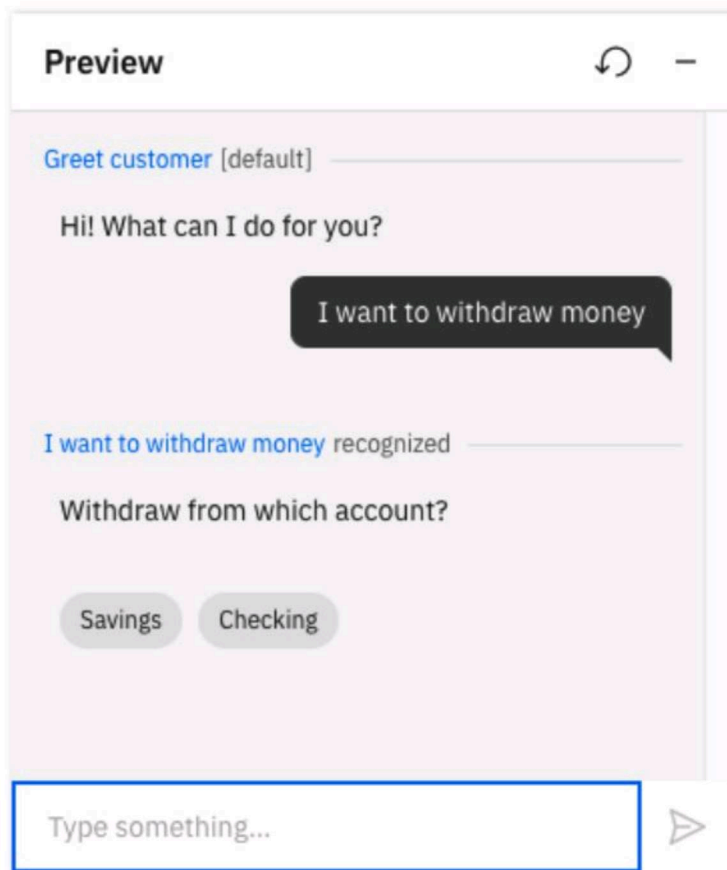 Preview
Greet customer [default]
Hi! What can I do for you?
I want to withdraw money
I want to withdraw money recognized
Withdraw from which account?
Savings Checking
Type something...